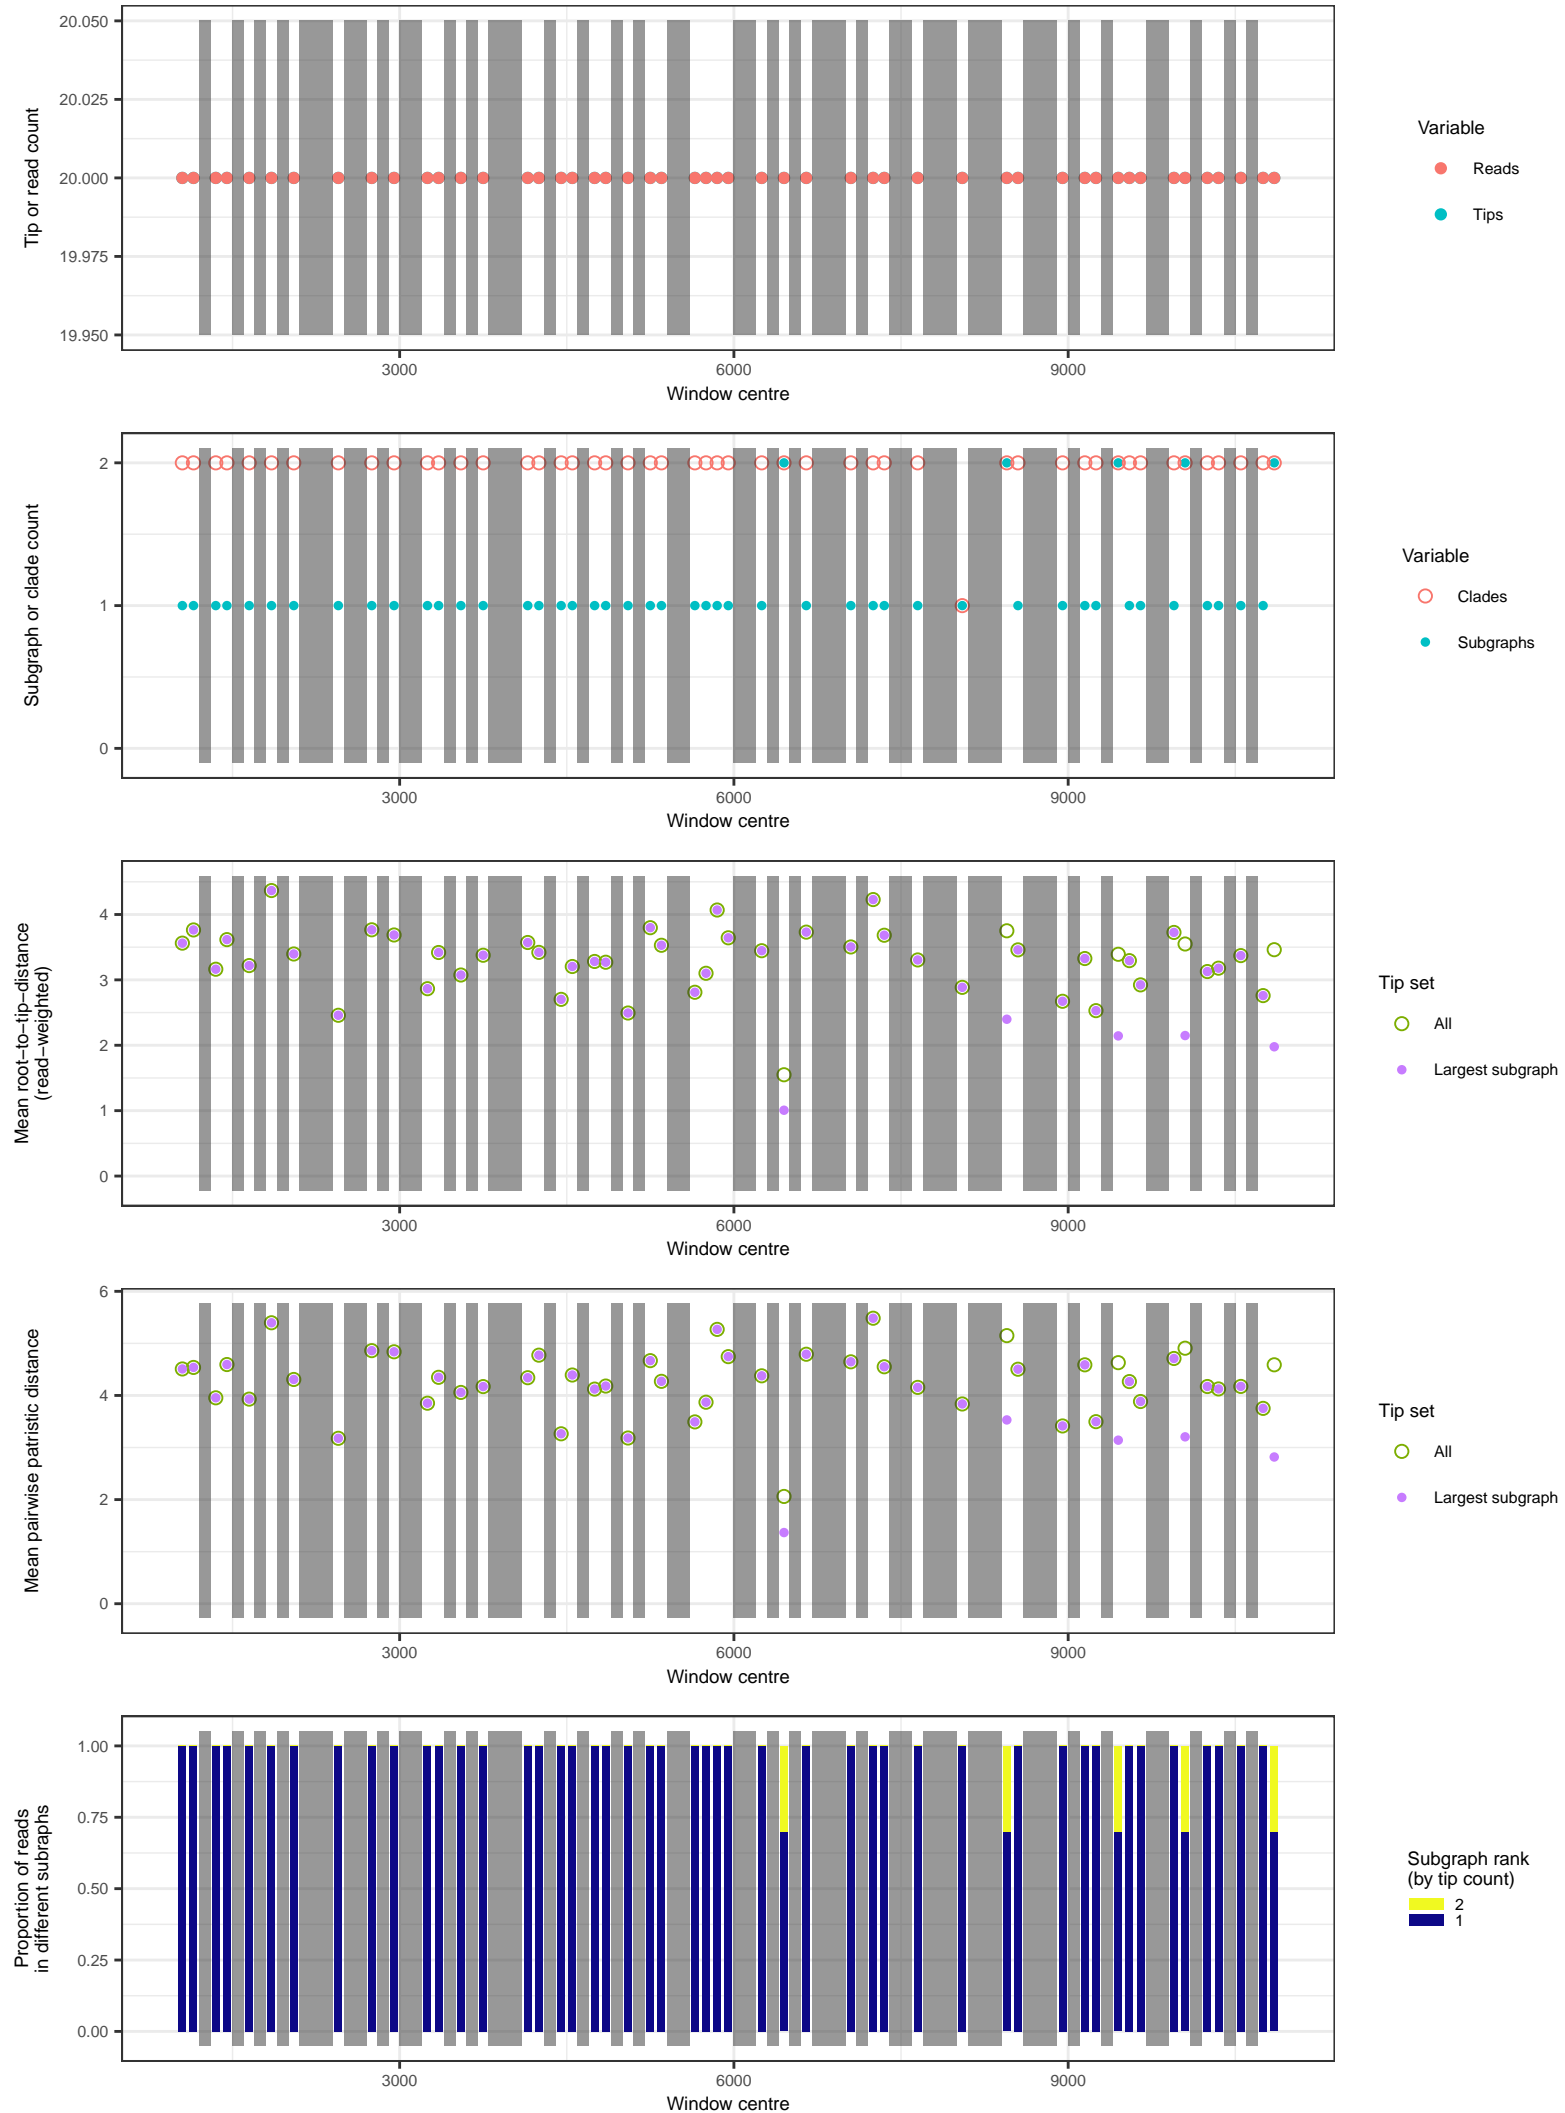 20.050
20.025
20.000
19.975
19.950
Tip or read count
3000
6000
9000
Window centre
Variable
Reads
Tips
2
1
0
Subgraph or clade count
3000
6000
9000
Window centre
Variable
Clades
Subgraphs
4
3
2
1
0
Mean root−to−tip−distance
(read−weighted)
3000
6000
9000
Window centre
Tip set
All
Largest subgraph
6
4
2
0
Mean pairwise patristic distance
3000
6000
9000
Window centre
Tip set
All
Largest subgraph
1.00
0.75
0.50
0.25
0.00
Proportion of reads
in different subraphs
3000
6000
9000
Window centre
Subgraph rank
(by tip count)
2
1